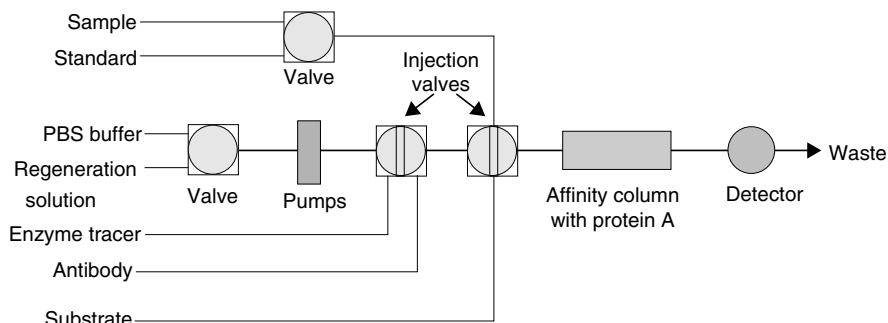 Sample
Standard
Valve
Injection
valves
PBS buffer
Regeneration
solution
Valve
Pumps
Affinity column
with protein A
Detector
Waste
Enzyme tracer
Antibody
Substrate